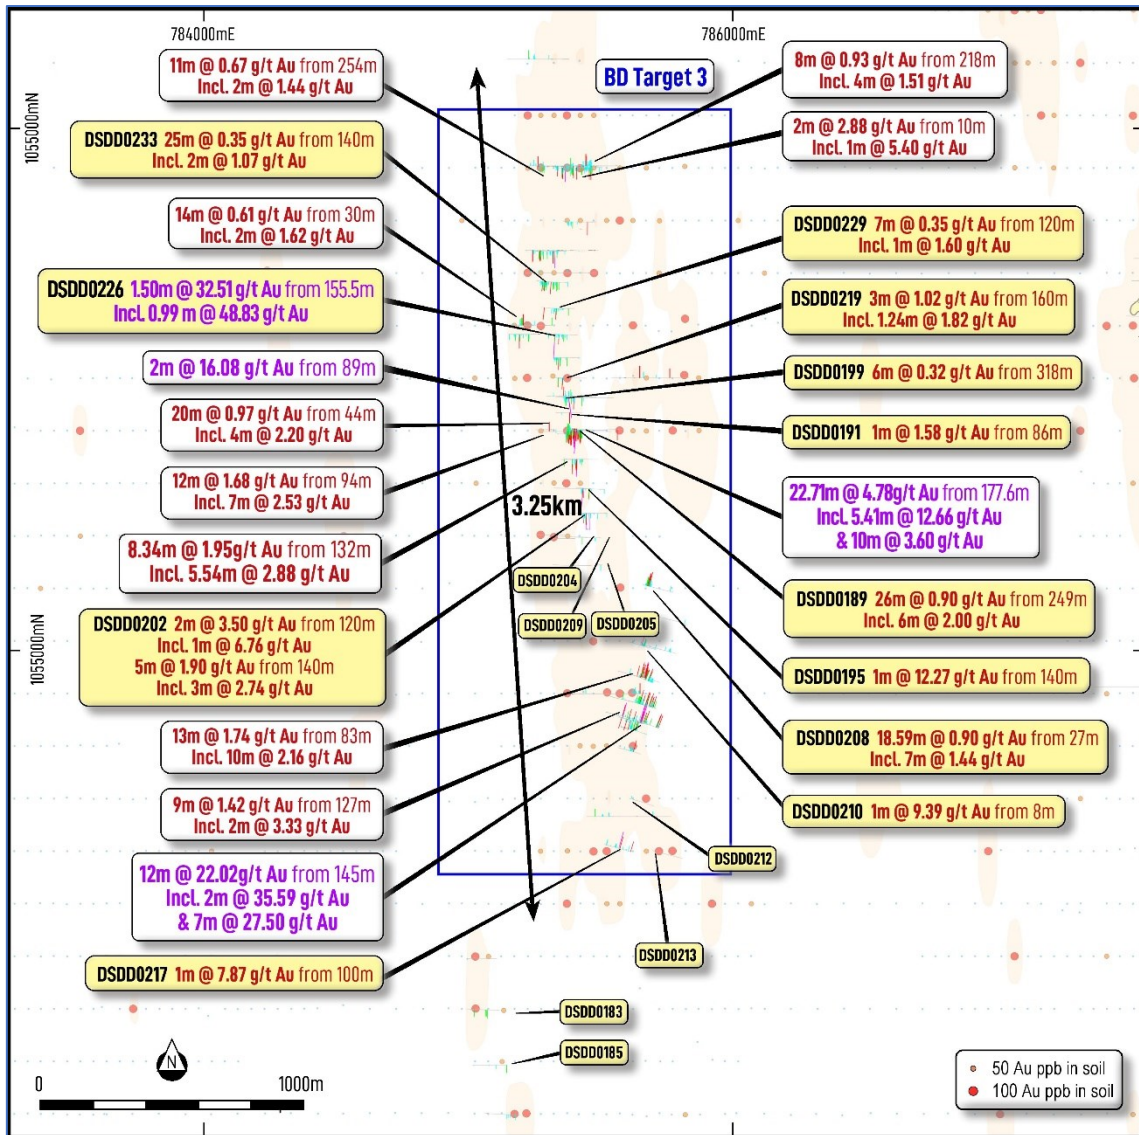 784000mE
786000mE
1055000mN
1055000mN
BD Target 3
11m @ 0.67 g/t Au from 254m
Incl. 2m @ 1.44 g/t Au
DSDD0233 25m @ 0.35 g/t Au from 140m
Incl. 2m @ 1.07 g/t Au
14m @ 0.61 g/t Au from 30m
Incl. 2m @ 1.62 g/t Au
DSDD0226 1.50m @ 32.51 g/t Au from 155.5m
Incl. 0.99 m @ 48.83 g/t Au
2m @ 16.08 g/t Au from 89m
20m @ 0.97 g/t Au from 44m
Incl. 4m @ 2.20 g/t Au
12m @ 1.68 g/t Au from 94m
Incl. 7m @ 2.53 g/t Au
8.34m @ 1.95g/t Au from 132m
Incl. 5.54m @ 2.88 g/t Au
DSDD0202 2m @ 3.50 g/t Au from 120m
Incl. 1m @ 6.76 g/t Au
5m @ 1.90 g/t Au from 140m
Incl. 3m @ 2.74 g/t Au
13m @ 1.74 g/t Au from 83m
Incl. 10m @ 2.16 g/t Au
9m @ 1.42 g/t Au from 127m
Incl. 2m @ 3.33 g/t Au
12m @ 22.02g/t Au from 145m
Incl. 2m @ 35.59 g/t Au
& 7m @ 27.50 g/t Au
DSDD0217 1m @ 7.87 g/t Au from 100m
3.25km
DSDD0204
DSDD0209
DSDD0205
8m @ 0.93 g/t Au from 218m
Incl. 4m @ 1.51 g/t Au
2m @ 2.88 g/t Au from 10m
Incl. 1m @ 5.40 g/t Au
DSDD0229 7m @ 0.35 g/t Au from 120m
Incl. 1m @ 1.60 g/t Au
DSDD0219 3m @ 1.02 g/t Au from 160m
Incl. 1.24m @ 1.82 g/t Au
DSDD0199 6m @ 0.32 g/t Au from 318m
DSDD0191 1m @ 1.58 g/t Au from 86m
22.71m @ 4.78g/t Au from 177.6m
Incl. 5.41m @ 12.66 g/t Au
& 10m @ 3.60 g/t Au
DSDD0189 26m @ 0.90 g/t Au from 249m
Incl. 6m @ 2.00 g/t Au
DSDD0195 1m @ 12.27 g/t Au from 140m
DSDD0208 18.59m @ 0.90 g/t Au from 27m
Incl. 7m @ 1.44 g/t Au
DSDD0210 1m @ 9.39 g/t Au from 8m
DSDD0212
DSDD0213
DSDD0183
DSDD0185
N
0 1000m
50 Au ppb in soil
100 Au ppb in soil